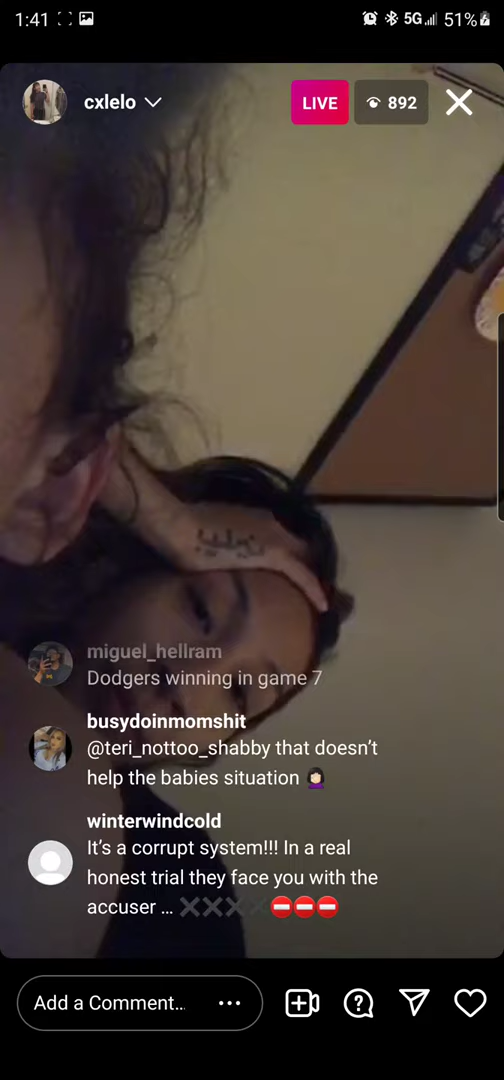 1:41
5G
51%
cxlelo
LIVE
892
miguel_hellram
Dodgers winning in game 7
busydoinmomshit
@teri_nottoo_shabby that doesn't
help the babies situation 🤦🏻‍♀️
winterwindcold
It's a corrupt system!!! In a real
honest trial they face you with the
accuser ... ✖️✖️✖️✖️⛔⛔⛔
Add a Comment...